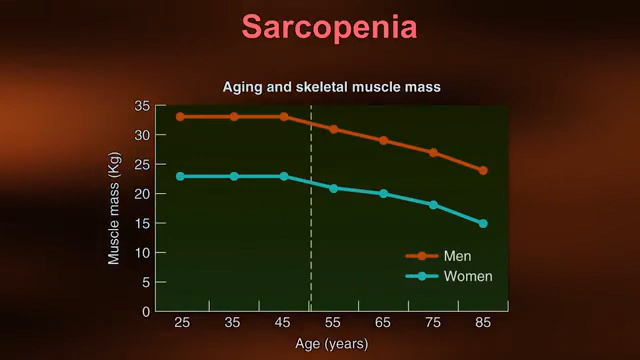 Sarcopenia
Aging and skeletal muscle mass
Muscle mass (Kg)
35
30
25
20
15
10
5
0
Men
Women
25 35 45 55 65 75 85
Age (years)